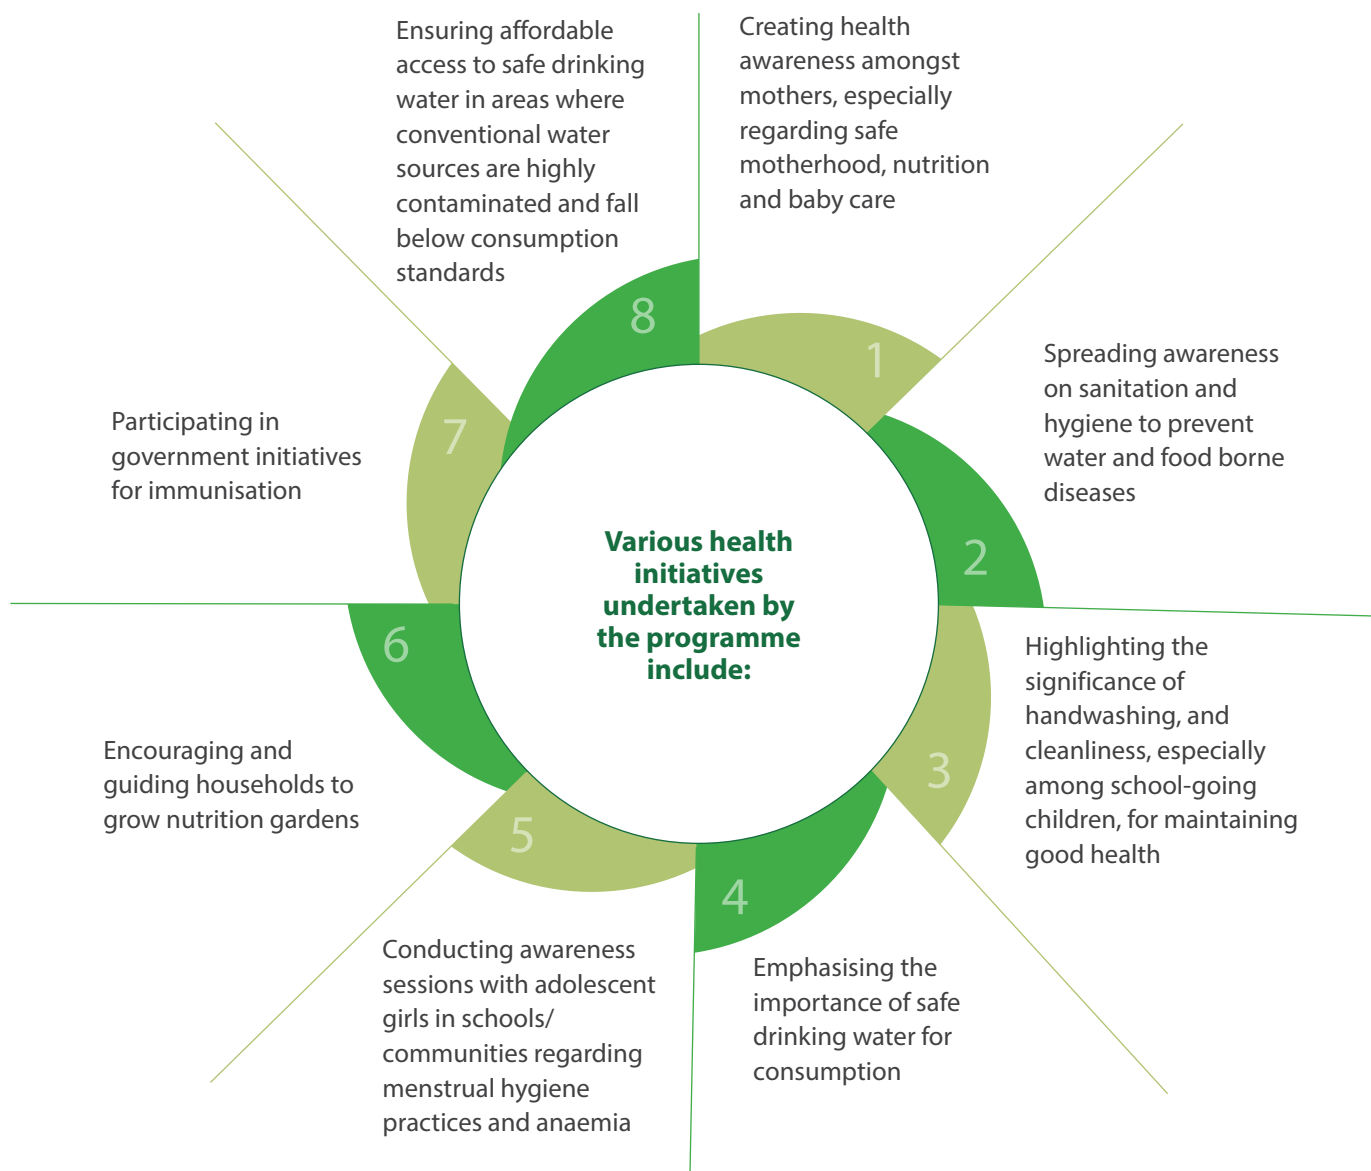 Various health
initiatives
undertaken by
the programme
include:
1
Creating health
awareness amongst
mothers, especially
regarding safe
motherhood, nutrition
and baby care
2
Spreading awareness
on sanitation and
hygiene to prevent
water and food borne
diseases
3
Highlighting the
significance of
handwashing, and
cleanliness, especially
among school-going
children, for maintaining
good health
4
Emphasising the
importance of safe
drinking water for
consumption
5
Conducting awareness
sessions with adolescent
girls in schools/
communities regarding
menstrual hygiene
practices and anaemia
6
Encouraging and
guiding households to
grow nutrition gardens
7
Participating in
government initiatives
for immunisation
8
Ensuring affordable
access to safe drinking
water in areas where
conventional water
sources are highly
contaminated and fall
below consumption
standards